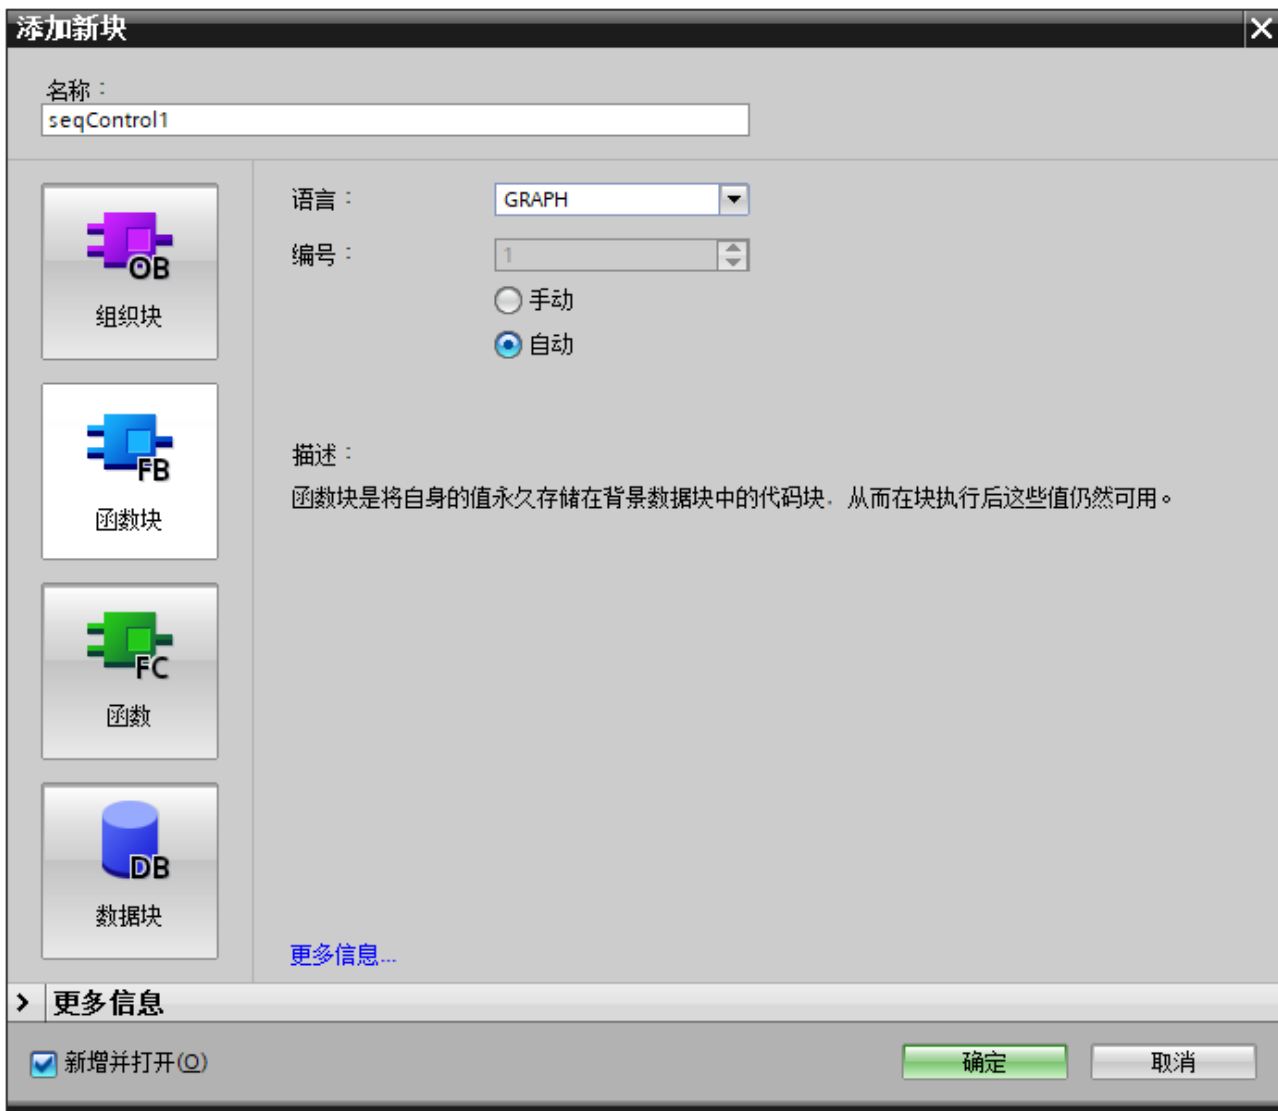 添加新块
名称：
seqControl1
OB
组织块
FB
函数块
FC
函数
DB
数据块
语言：
GRAPH
编号：
1
手动
自动
描述：
函数块是将自身的值永久存储在背景数据块中的代码块，从而在块执行后这些值仍然可用。
更多信息...
更多信息
新增并打开(O)
确定
取消